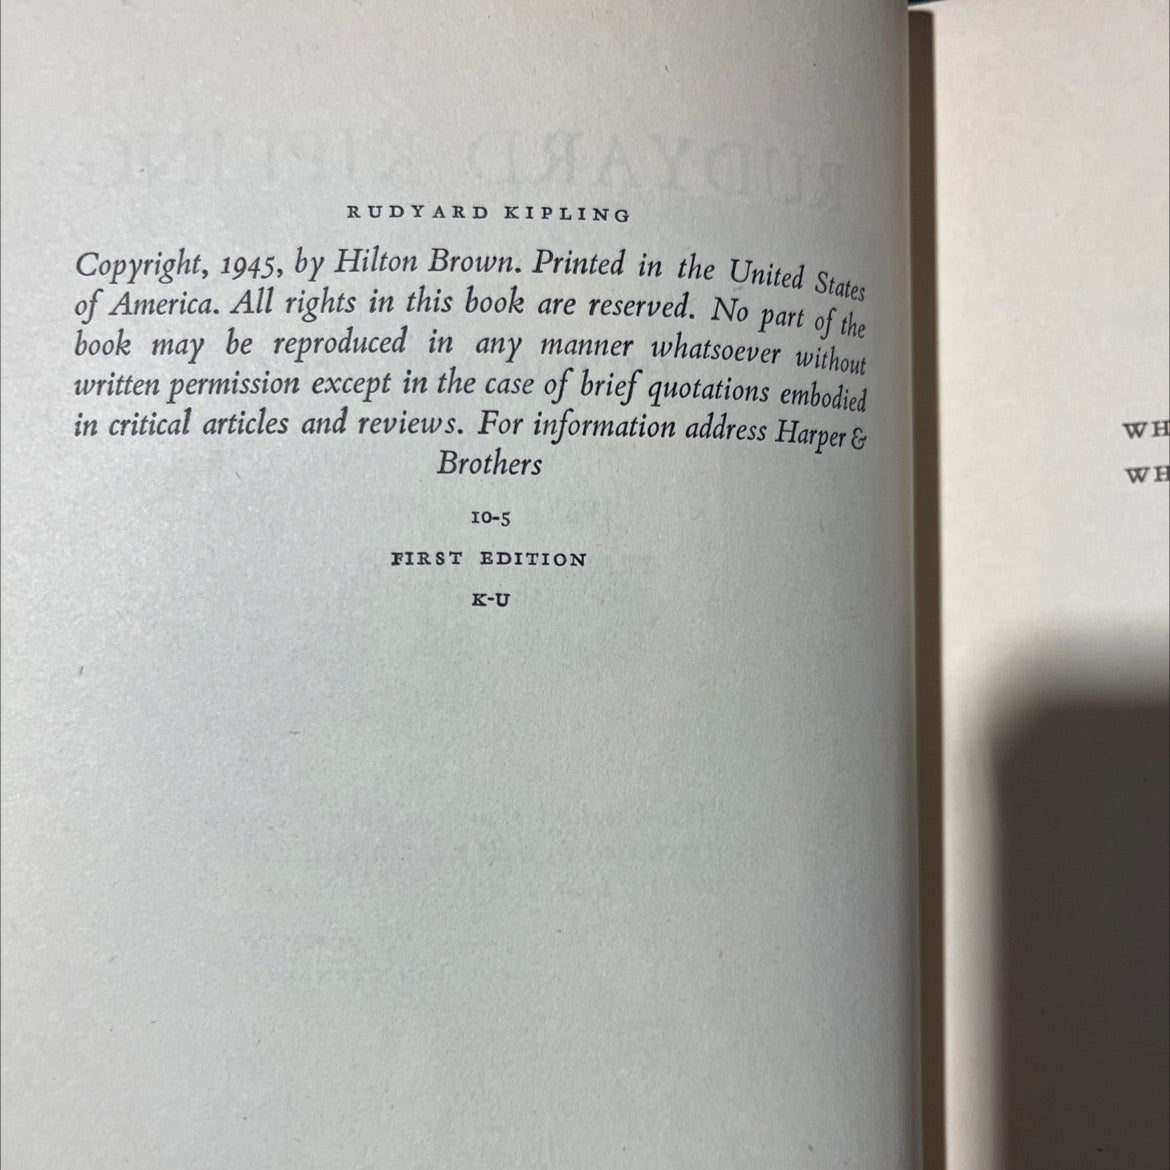 RUDYARD KIPLING
Copyright, 1945, by Hilton Brown. Printed in the United States
of America. All rights in this book are reserved. No part of the
book may be reproduced in any manner whatsoever without
written permission except in the case of brief quotations embodied
in critical articles and reviews. For information address Harper &
Brothers
10-5
FIRST EDITION
K-U
WH
WH